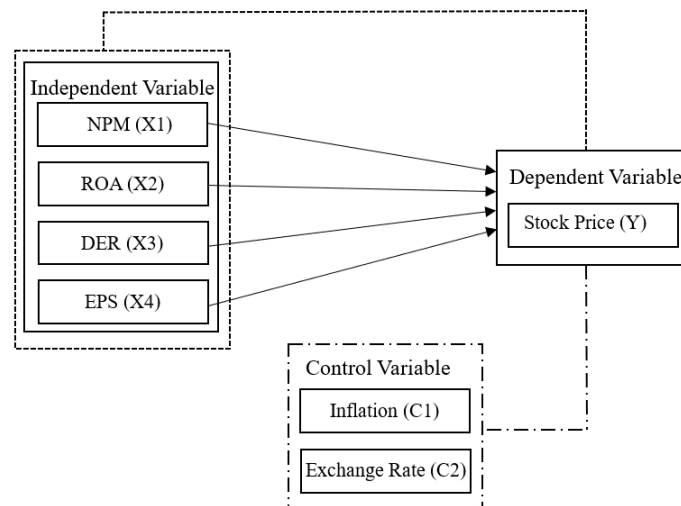 Independent Variable
NPM (X1)
ROA (X2)
DER (X3)
EPS (X4)
Dependent Variable
Stock Price (Y)
Control Variable
Inflation (C1)
Exchange Rate (C2)